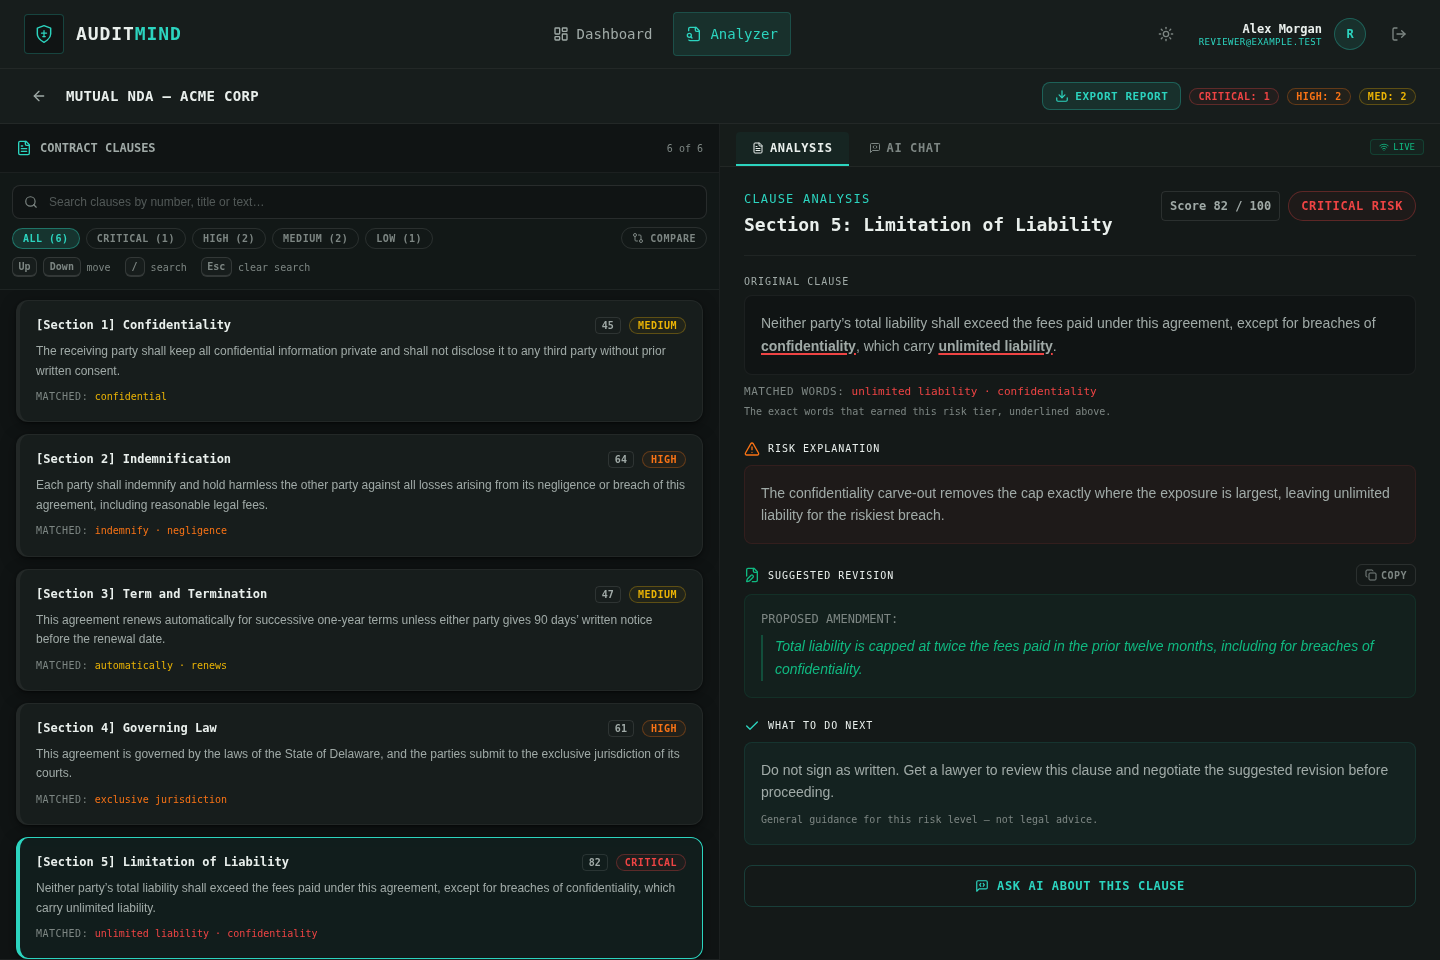 AUDITMIND
Dashboard
Analyzer
Alex Morgan
REVIEWER@EXAMPLE.TEST
R
MUTUAL NDA — ACME CORP
EXPORT REPORT
CRITICAL: 1
HIGH: 2
MED: 2
CONTRACT CLAUSES
6 of 6
Search clauses by number, title or text…
ALL (6)
CRITICAL (1)
HIGH (2)
MEDIUM (2)
LOW (1)
COMPARE
Up Down move / search Esc clear search
[Section 1] Confidentiality
45
MEDIUM
The receiving party shall keep all confidential information private and shall not disclose it to any third party without prior
written consent.
MATCHED: confidential
[Section 2] Indemnification
64
HIGH
Each party shall indemnify and hold harmless the other party against all losses arising from its negligence or breach of this
agreement, including reasonable legal fees.
MATCHED: indemnify · negligence
[Section 3] Term and Termination
47
MEDIUM
This agreement renews automatically for successive one-year terms unless either party gives 90 days’ written notice
before the renewal date.
MATCHED: automatically · renews
[Section 4] Governing Law
61
HIGH
This agreement is governed by the laws of the State of Delaware, and the parties submit to the exclusive jurisdiction of its
courts.
MATCHED: exclusive jurisdiction
[Section 5] Limitation of Liability
82
CRITICAL
Neither party’s total liability shall exceed the fees paid under this agreement, except for breaches of confidentiality, which
carry unlimited liability.
MATCHED: unlimited liability · confidentiality
ANALYSIS
AI CHAT
LIVE
CLAUSE ANALYSIS
Section 5: Limitation of Liability
Score 82 / 100
CRITICAL RISK
ORIGINAL CLAUSE
Neither party’s total liability shall exceed the fees paid under this agreement, except for breaches of
confidentiality, which carry unlimited liability.
MATCHED WORDS: unlimited liability · confidentiality
The exact words that earned this risk tier, underlined above.
RISK EXPLANATION
The confidentiality carve-out removes the cap exactly where the exposure is largest, leaving unlimited
liability for the riskiest breach.
SUGGESTED REVISION
COPY
PROPOSED AMENDMENT:
Total liability is capped at twice the fees paid in the prior twelve months, including for breaches of
confidentiality.
WHAT TO DO NEXT
Do not sign as written. Get a lawyer to review this clause and negotiate the suggested revision before
proceeding.
General guidance for this risk level — not legal advice.
ASK AI ABOUT THIS CLAUSE